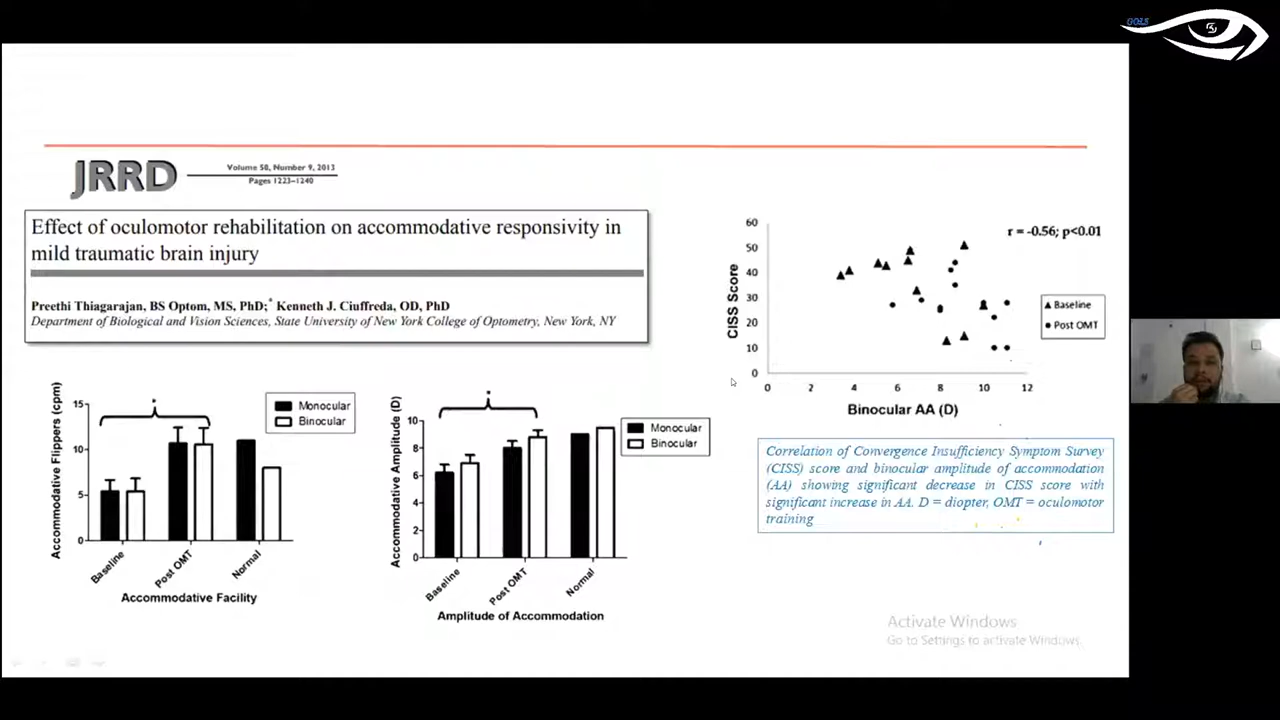 GOLS
JRRD
Volume 50, Number 9, 2013
Pages 1223–1240
Effect of oculomotor rehabilitation on accommodative responsivity in
mild traumatic brain injury
Preethi Thiagarajan, BS Optom, MS, PhD;* Kenneth J. Ciuffreda, OD, PhD
Department of Biological and Vision Sciences, State University of New York College of Optometry, New York, NY
Accommodative Flippers (cpm)
15
10
5
0
*
Monocular
Binocular
Baseline
Post OMT
Normal
Accommodative Facility
Accommodative Amplitude (D)
10
8
6
4
2
0
*
Monocular
Binocular
Baseline
Post OMT
Normal
Amplitude of Accommodation
CISS Score
60
50
40
30
20
10
0
r = -0.56; p<0.01
Baseline
Post OMT
0 2 4 6 8 10 12
Binocular AA (D)
Correlation of Convergence Insufficiency Symptom Survey
(CISS) score and binocular amplitude of accommodation
(AA) showing significant decrease in CISS score with
significant increase in AA. D = diopter, OMT = oculomotor
training
Activate Windows
Go to Settings to activate Windows.